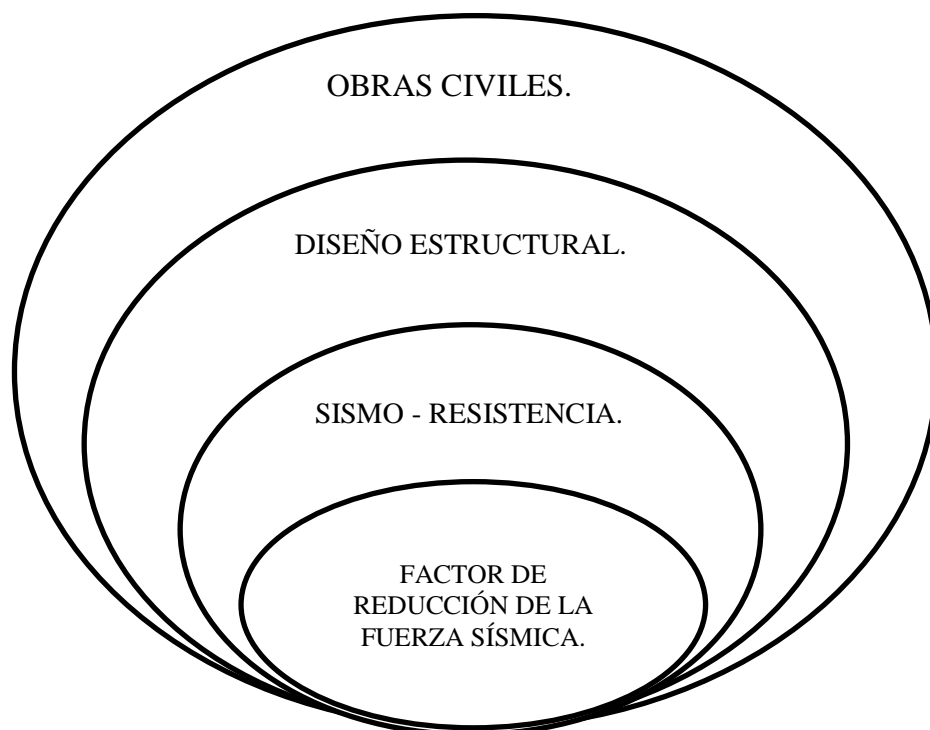 OBRAS CIVILES.
DISEÑO ESTRUCTURAL.
SISMO - RESISTENCIA.
FACTOR DE
REDUCCIÓN DE LA
FUERZA SÍSMICA.